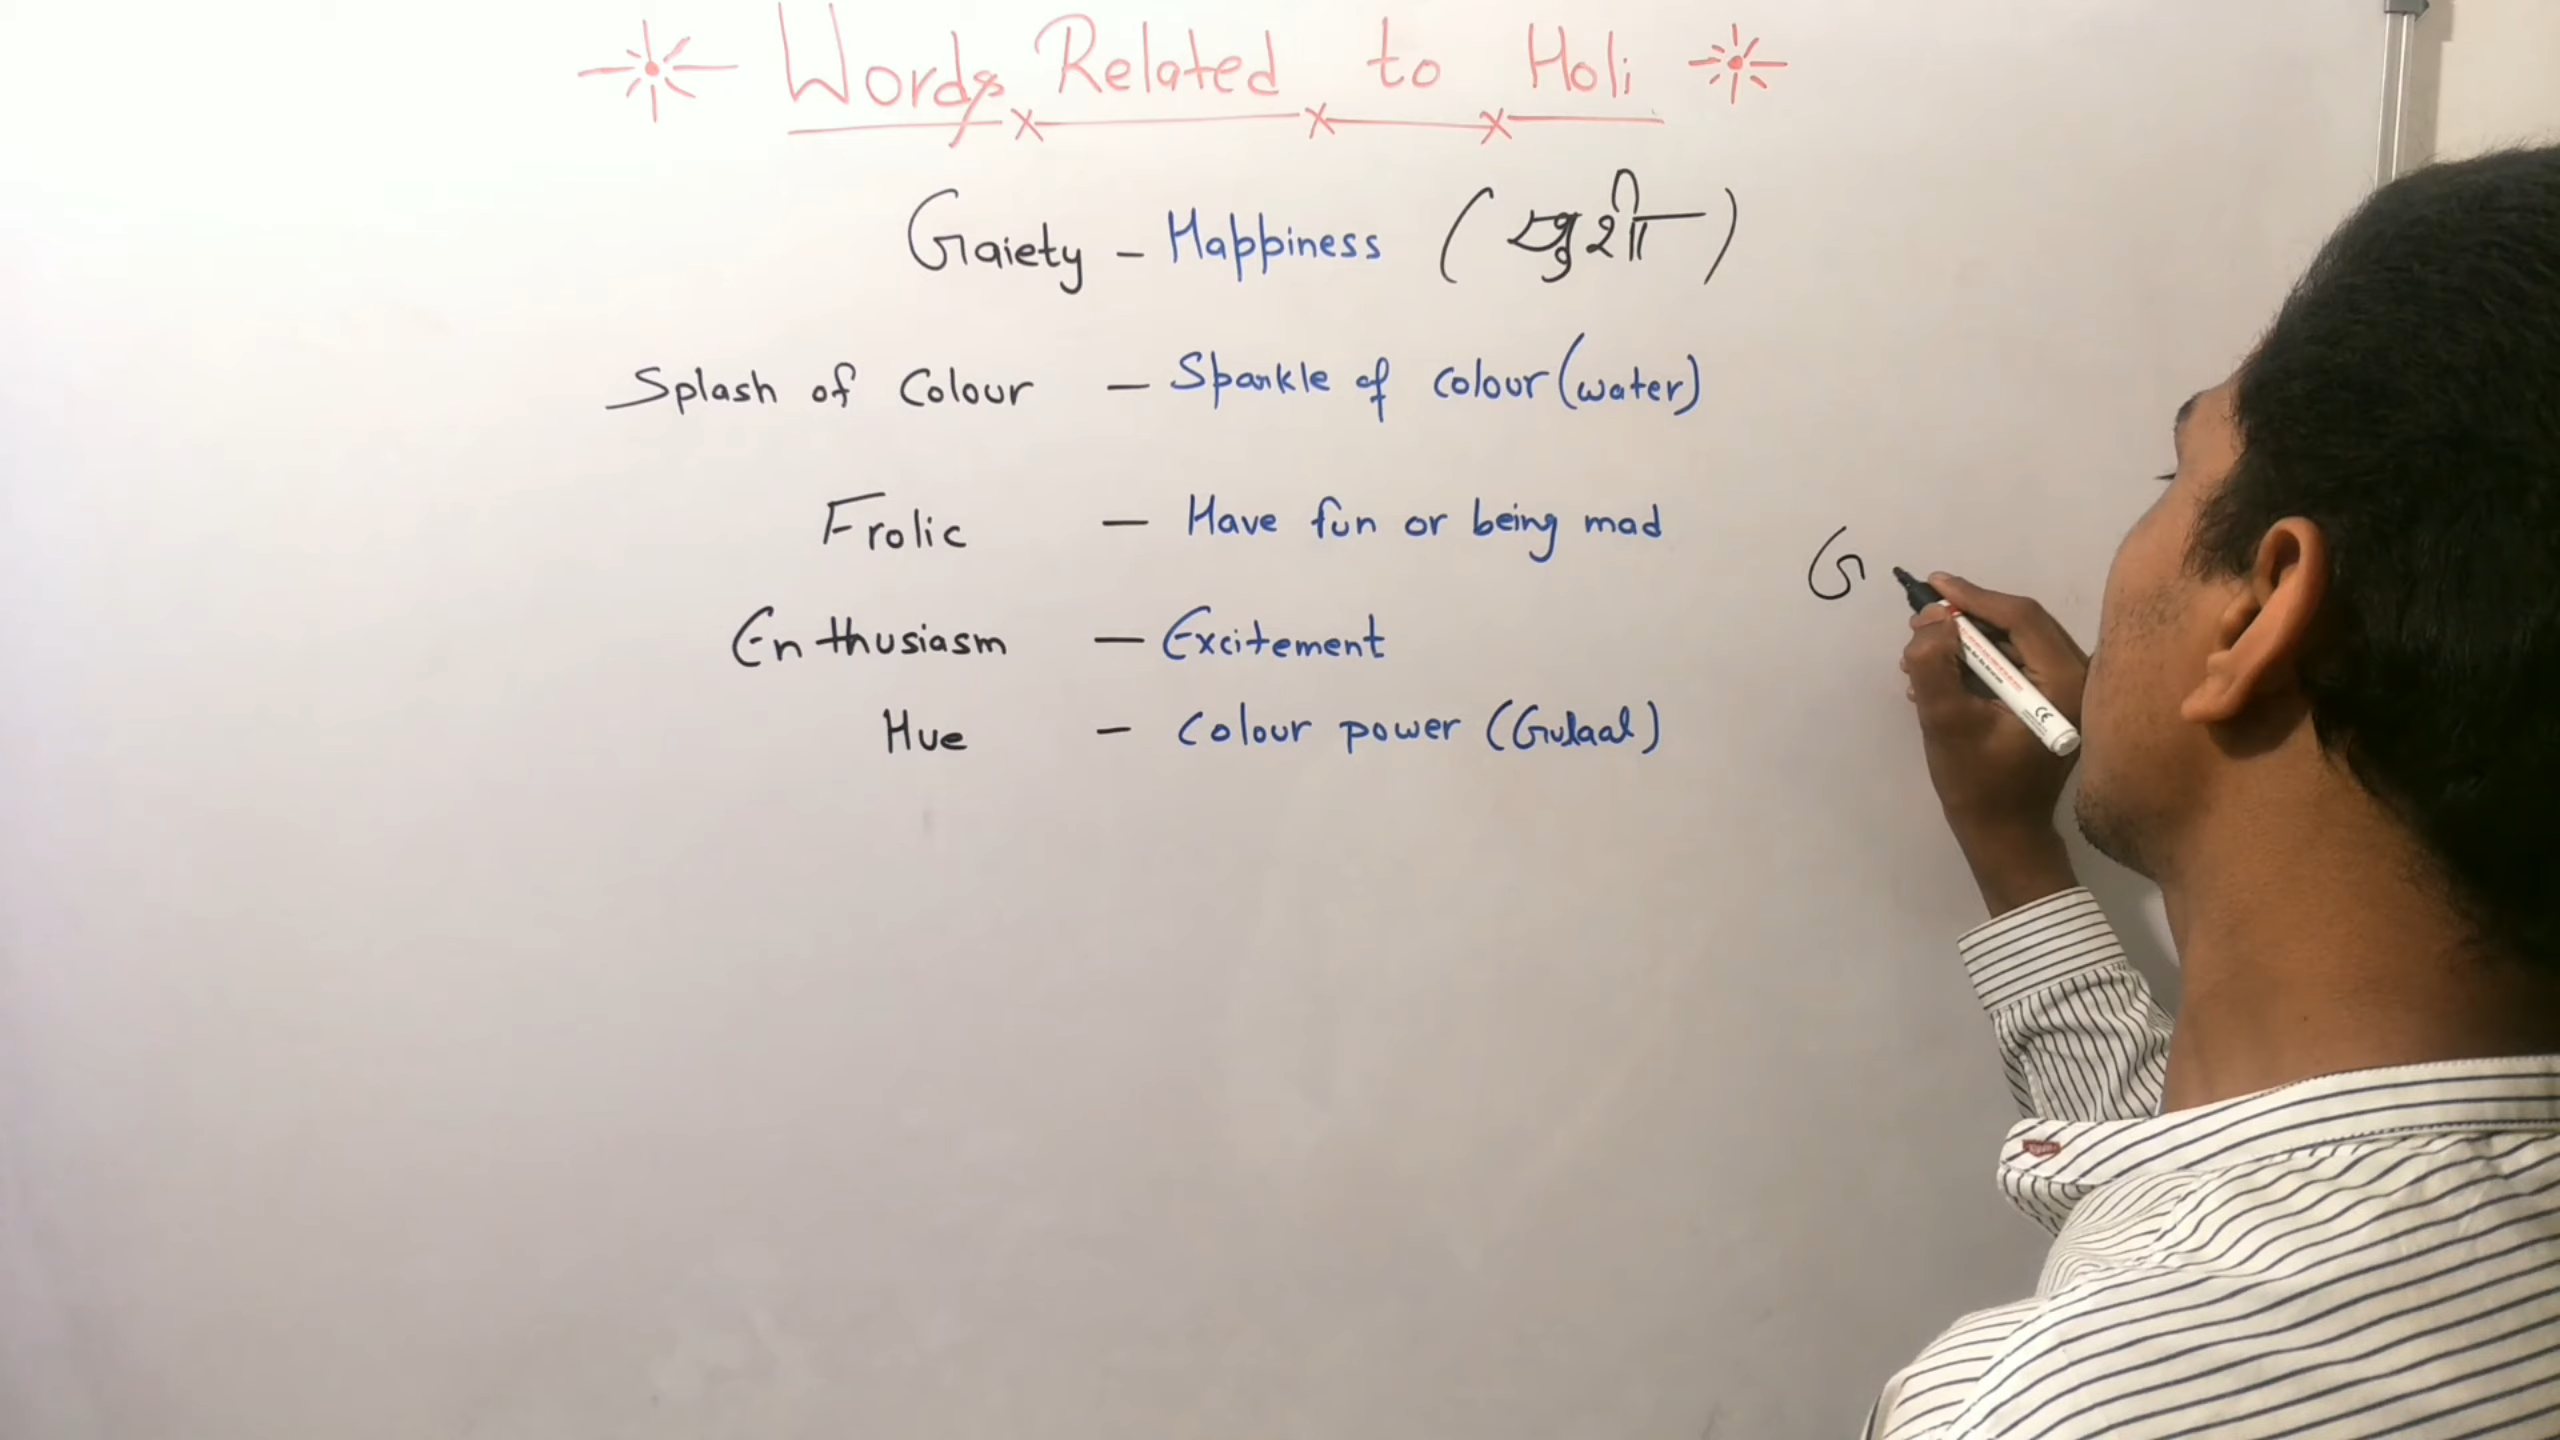 Words Related to Holi
Gaiety - Happiness (खुशी)
Splash of Colour - Sparkle of Colour (water)
Frolic - Have fun or being mad
Enthusiasm - Excitement
G
Hue - Colour power (Gulaal)
CE